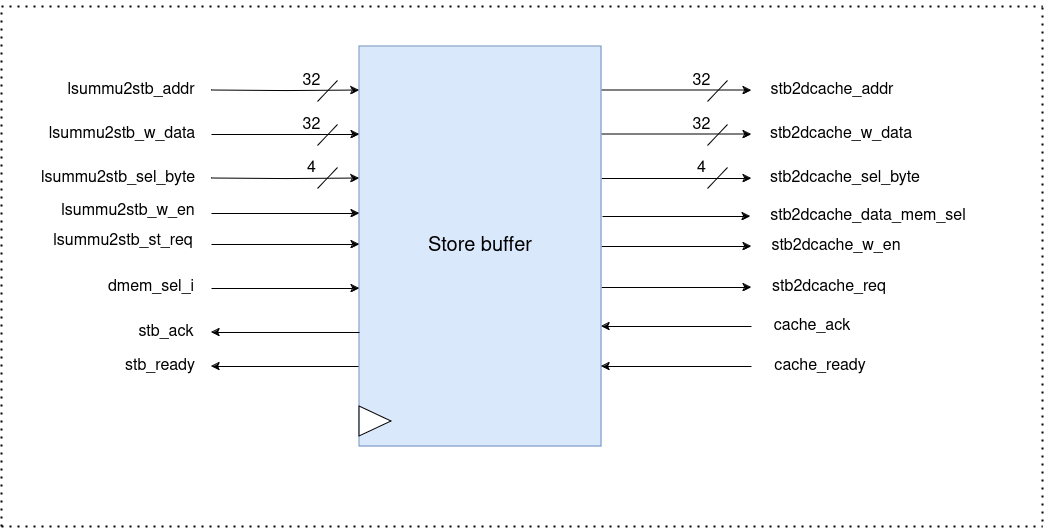 32
lsummu2stb_addr
32
lsummu2stb_w_data
4
lsummu2stb_sel_byte
lsummu2stb_w_en
lsummu2stb_st_req
dmem_sel_i
stb_ack
stb_ready
Store buffer
32
stb2dcache_addr
32
stb2dcache_w_data
4
stb2dcache_sel_byte
stb2dcache_data_mem_sel
stb2dcache_w_en
stb2dcache_req
cache_ack
cache_ready